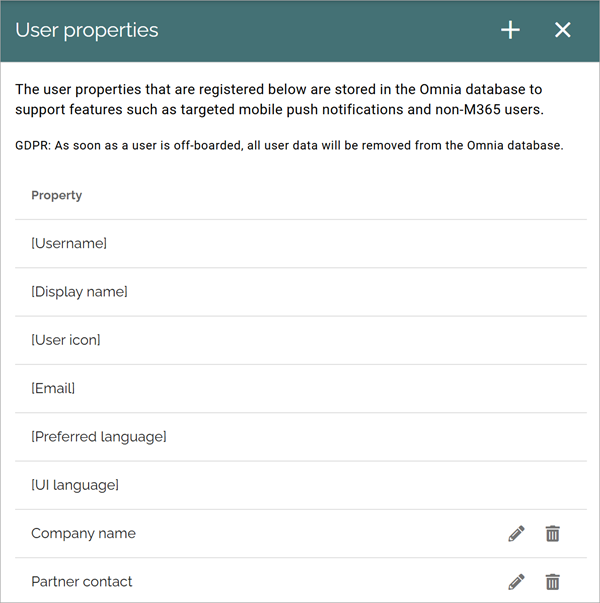 User properties
The user properties that are registered below are stored in the Omnia database to
support features such as targeted mobile push notifications and non-M365 users.
GDPR: As soon as a user is off-boarded, all user data will be removed from the Omnia database.
Property
[Username]
[Display name]
[User icon]
[Email]
[Preferred language]
[UI language]
Company name
Partner contact